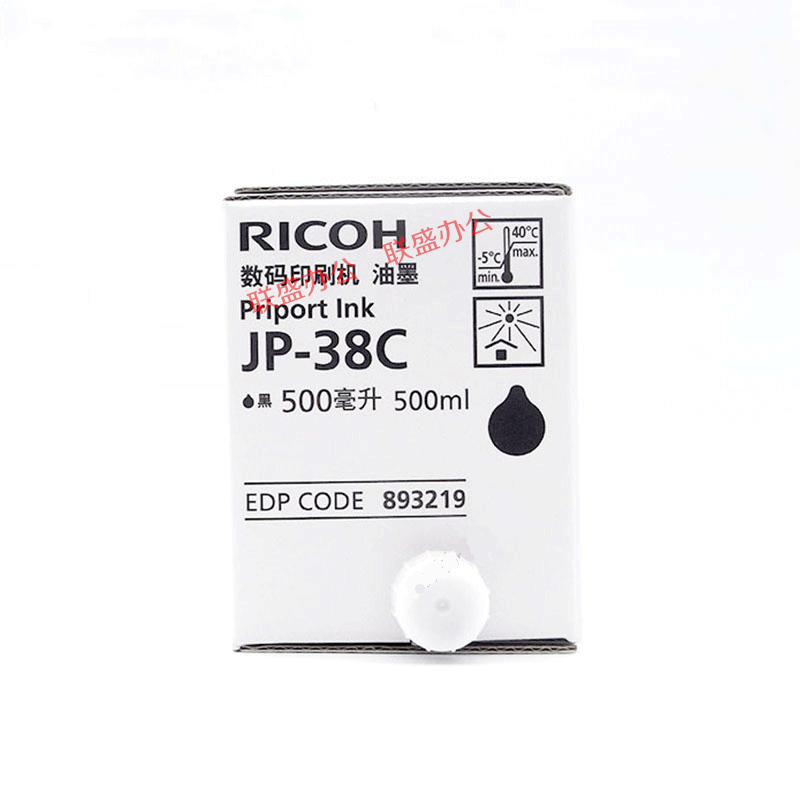 RICOH
联盛办公 联盛办公
数码印刷机 油墨
Priport Ink
JP-38C
黑 500毫升 500ml
EDP CODE 893219
40°C
max.
-5°C
min.